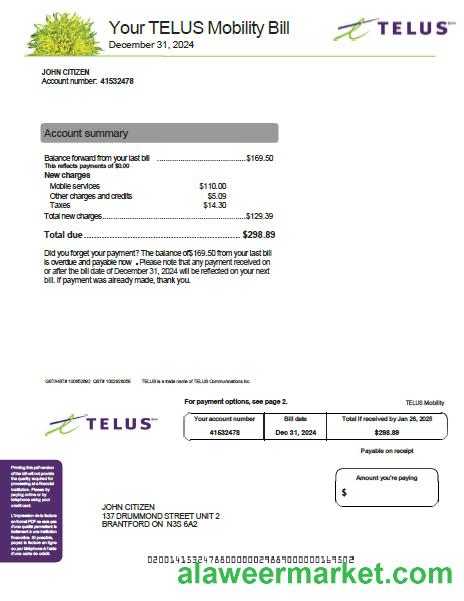 Your TELUS Mobility Bill
December 31, 2024
TELUS
JOHN CITIZEN
Account number: 41532478
Account summary
Balance forward from your last bill ................................$169.50
This reflects payments of $0.00
New charges
Mobile services $110.00
Other charges and credits $5.09
Taxes $14.30
Total new charges....................................................$129.39
Total due .................................................... $298.89
Did you forget your payment? The balance of $169.50 from your last bill
is overdue and payable now . Please note that any payment received on
or after the bill date of December 31, 2024 will be reflected on your next
bill. If payment was already made, thank you.
TELUS is a trade name of TELUS Communications Inc
For payment options, see page 2.
TELUS Mobility
TELUS
Your account number Bill date Total if received by Jan 26, 2025
41532478 Dec 31, 2024 $298.89
Payable on receipt
Amount you're paying
$
Printing this pdf version
of the bill will not provide
the quality required for
processing at a financial
institution. Please try
paying online or by
telephone using your
credit card.
L'impression de la facture
en format PDF ne sera pas
d'une qualité permettant le
traitement à une institution
financière. Si possible,
payez la facture en ligne
ou par téléphone à l'aide
d'une carte de crédit.
JOHN CITIZEN
137 DRUMMOND STREET UNIT 2
BRANTFORD ON N3S 6A2
alaweermarket.com